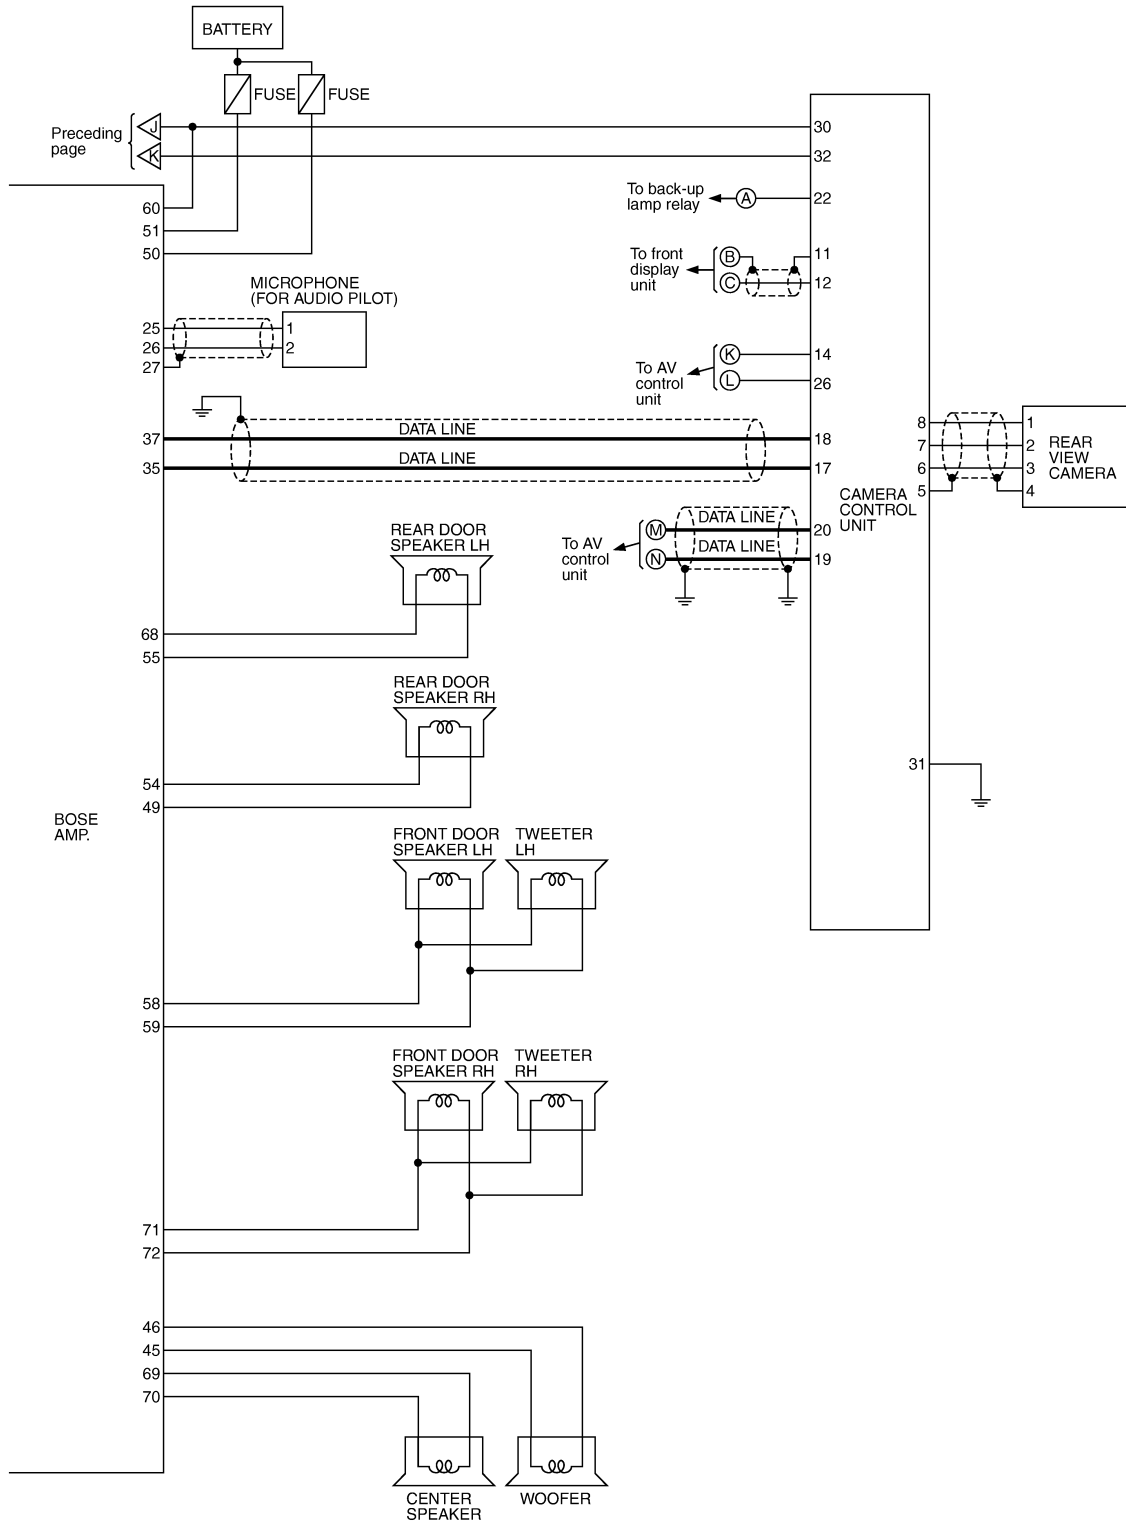 BATTERY
FUSE
FUSE
Preceding
page
J
K
30
32
To back-up
lamp relay
A
22
60
51
50
To front
display
unit
B
C
11
12
MICROPHONE
(FOR AUDIO PILOT)
25
26
27
1
2
To AV
control
unit
K
L
14
26
37
35
DATA LINE
DATA LINE
18
17
8
7
6
5
1
2
3
4
REAR
VIEW
CAMERA
CAMERA
CONTROL
UNIT
To AV
control
unit
M
N
DATA LINE
DATA LINE
20
19
REAR DOOR
SPEAKER LH
68
55
REAR DOOR
SPEAKER RH
54
49
31
BOSE
AMP.
FRONT DOOR
SPEAKER LH
TWEETER
LH
58
59
FRONT DOOR
SPEAKER RH
TWEETER
RH
71
72
46
45
69
70
CENTER
SPEAKER
WOOFER